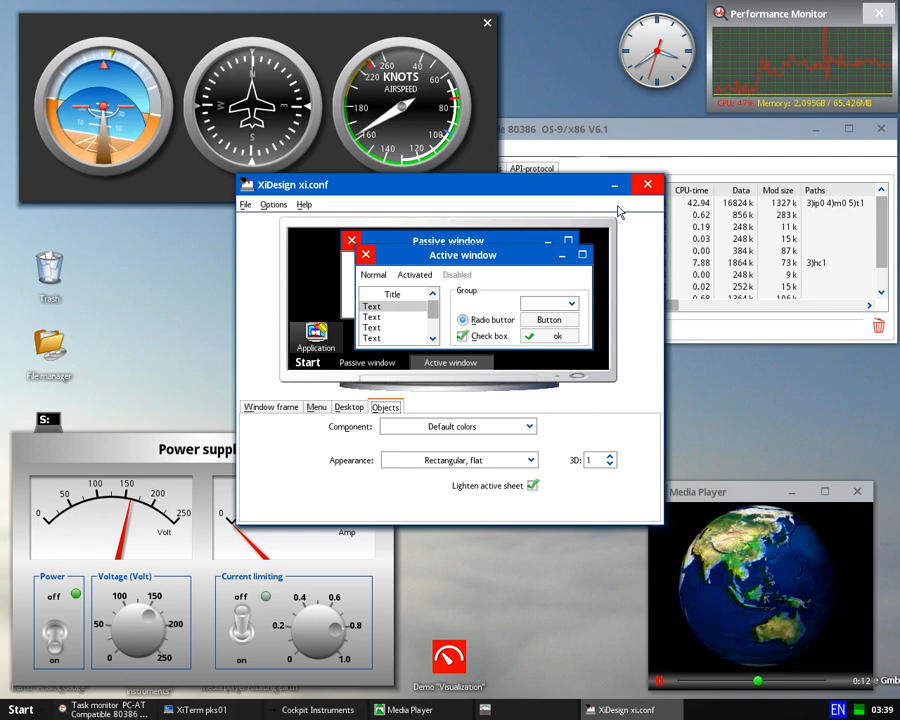 KNOTS
AIRSPEED
260
40
60
80
100
120
140
160
180
220
N
E
S
W
Performance Monitor
CPU: 47% Memory: 2.095GB / 65.426MB
80386 OS-9/x86 V6.1
API-protocol
CPU-time Data Mod size Paths
42.94 16824 k 1327 k 3)ip0 4)m0 5)t1
0.62 856 k 283 k
0.19 248 k 11 k
0.03 248 k 15 k
0.00 384 k 87 k
7.88 1864 k 73 k 3)hc1
0.00 248 k 9 k
0.02 252 k 15 k
0.68 1364 k 106 k
XiDesign xi.conf
File Options Help
Passive window
Active window
Normal Activated Disabled
Title
Text
Text
Text
Text
Group
Radio button
Button
Check box
ok
Application
Start Passive window Active window
Window frame Menu Desktop Objects
Component: Default colors
Appearance: Rectangular, flat 3D: 1
Lighten active sheet
Trash
File manager
S:
Power suppl
0 50 100 150 200 250
Volt
0
Amp
Power
off
on
Voltage (Volt)
0 50 100 150 200 250
Current limiting
off
on
0 0.2 0.4 0.6 0.8 1.0
instruments"
Demo "Visualization"
Media Player
0:12
e Gmb
Start
Task monitor PC-AT
Compatible 80386 ...
XiTerm pks01
Cockpit Instruments
Media Player
XiDesign xi.conf
EN
03:39